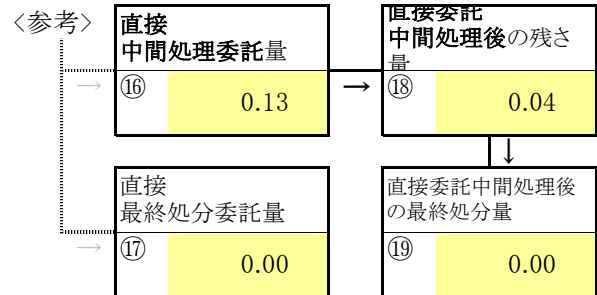 〈参考〉
直接
中間処理委託量
→
⑯
0.13
→
直接委託
中間処理後の残さ
量
⑱
0.04
↓
直接
最終処分委託量
→
⑰
0.00
直接委託中間処理後
の最終処分量
⑲
0.00